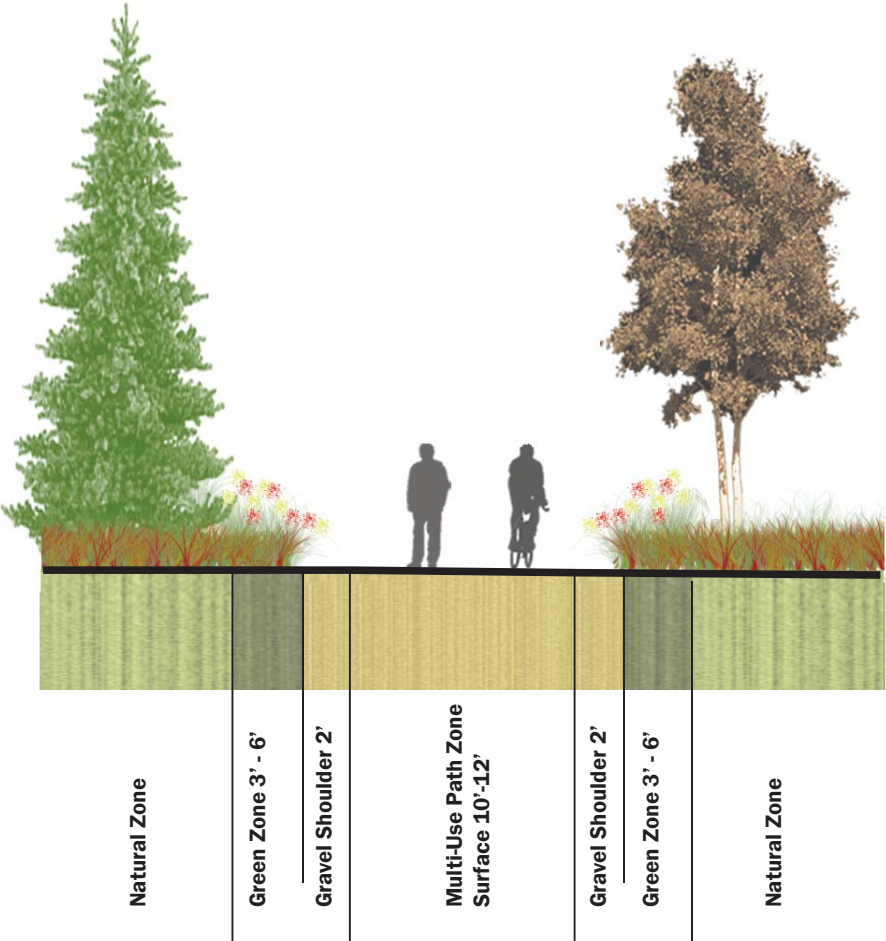 Natural Zone
Green Zone 3’ - 6’
Gravel Shoulder 2’
Multi-Use Path Zone
Surface 10’-12’
Gravel Shoulder 2’
Green Zone 3’ - 6’
Natural Zone